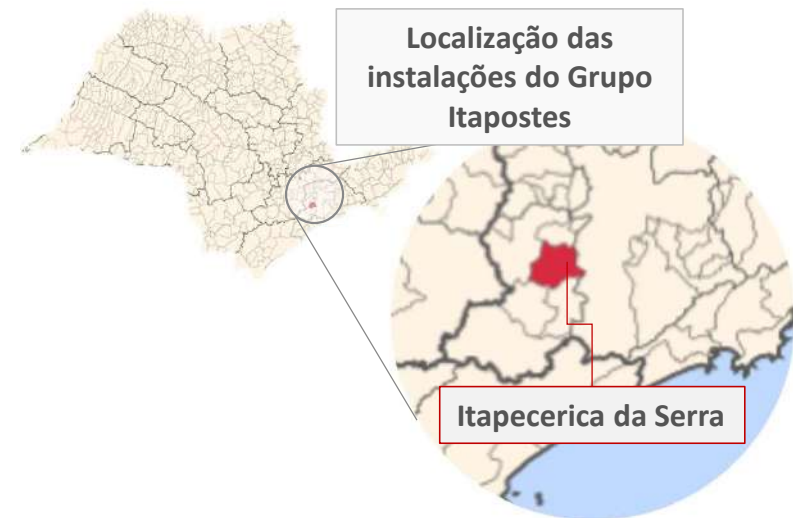 Localização das
instalações do Grupo
Itapostes
Itapecerica da Serra